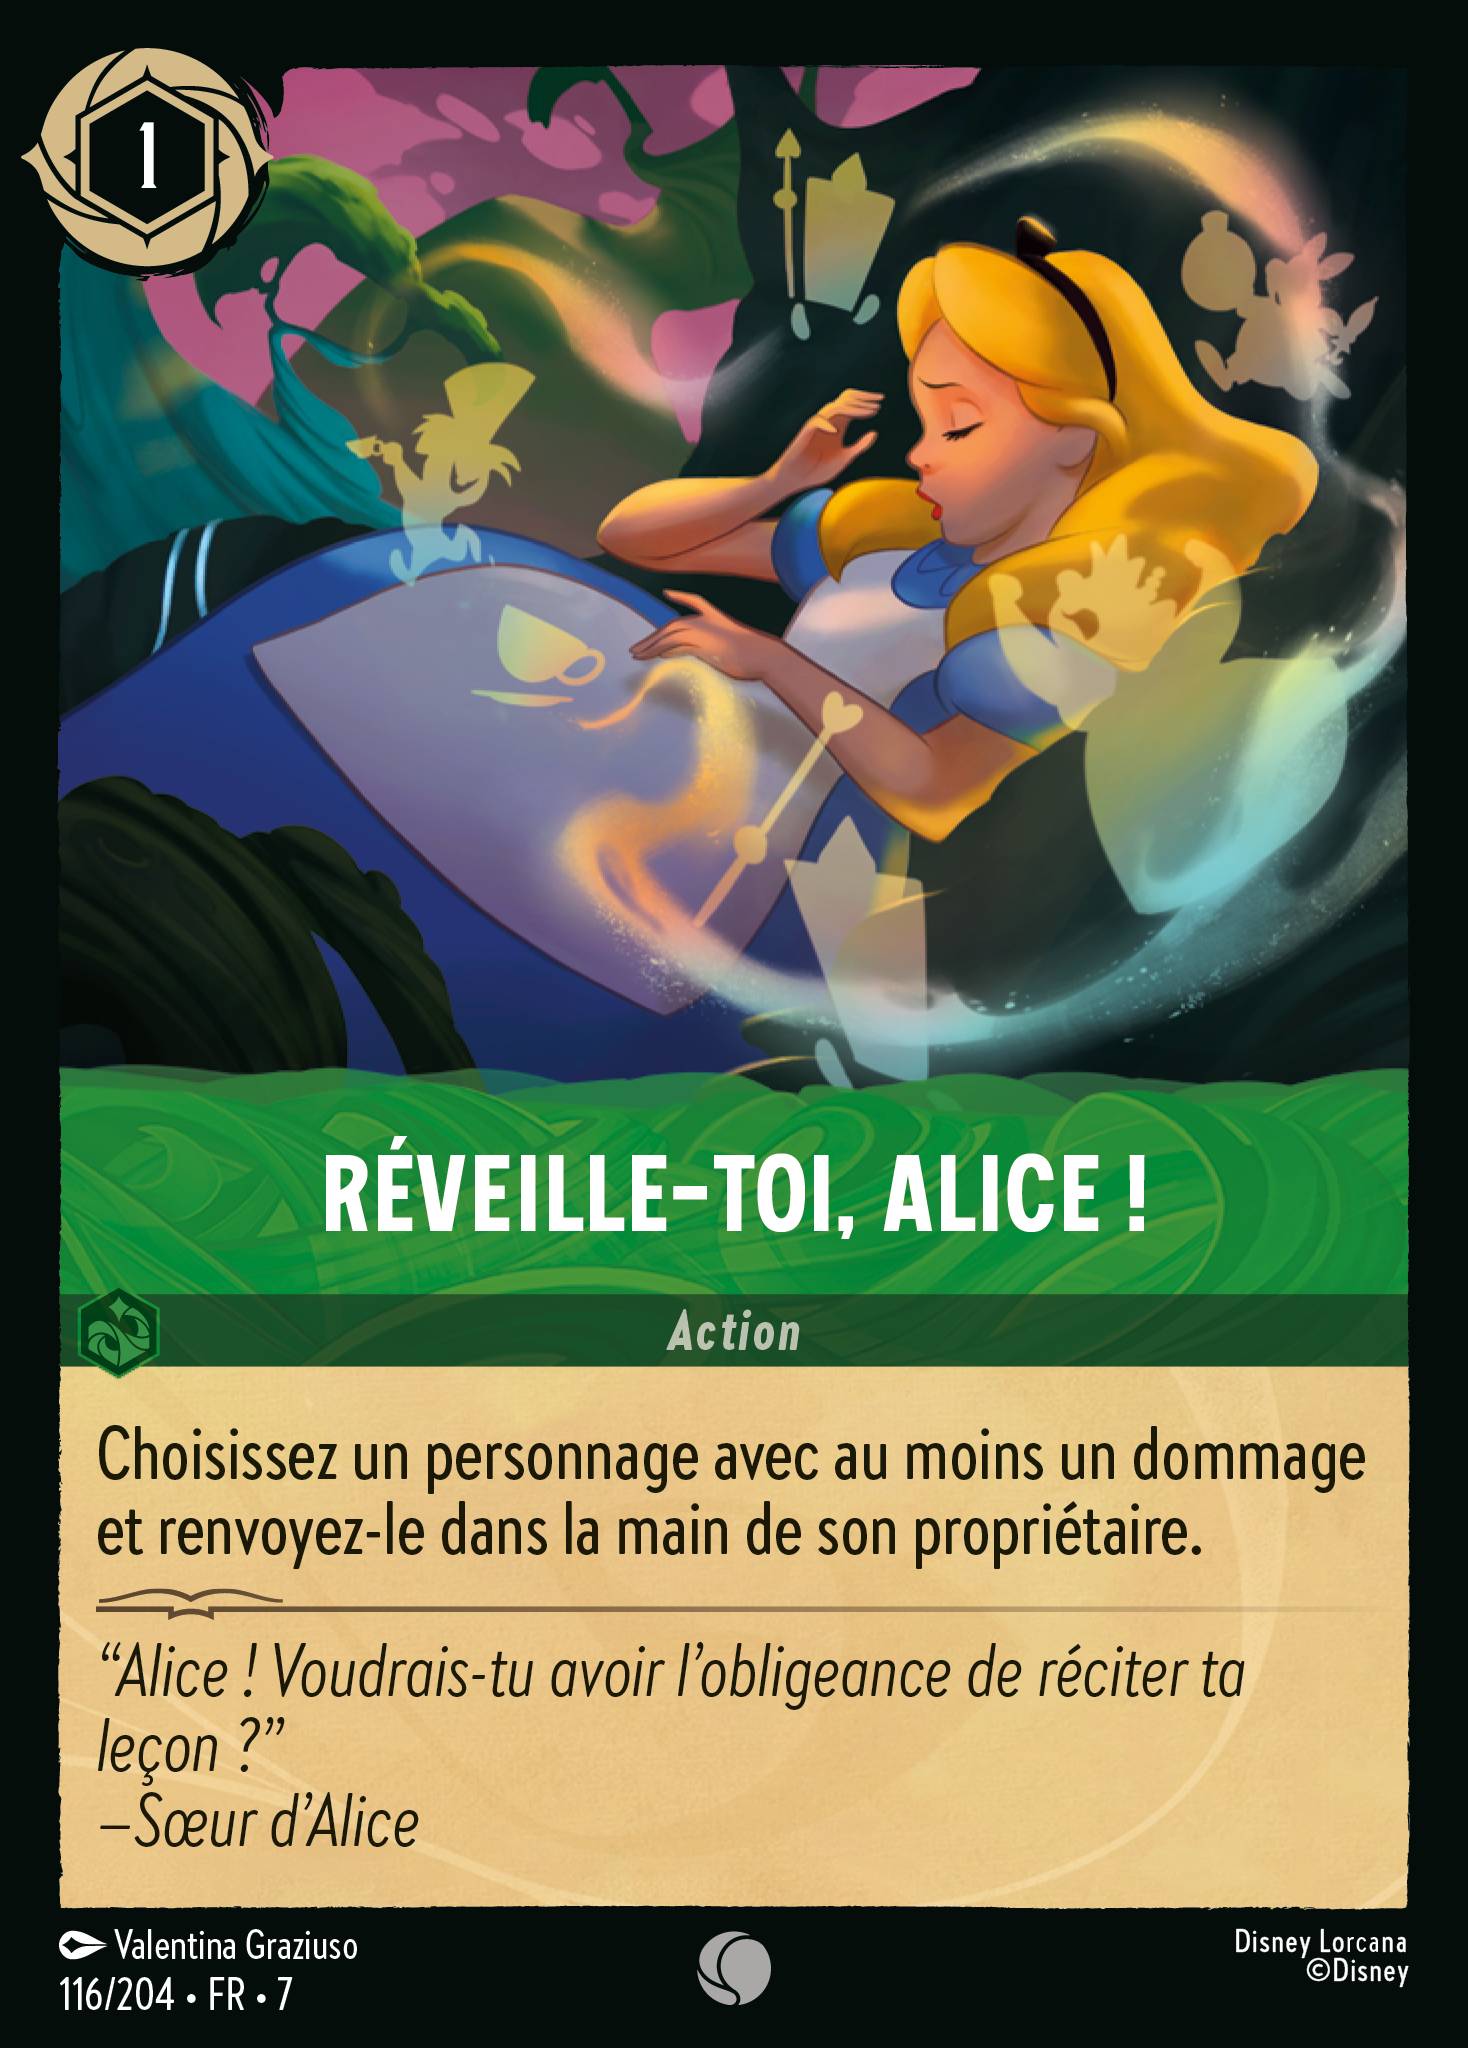 1
RÉVEILLE-TOI, ALICE !
Action
Choisissez un personnage avec au moins un dommage
et renvoyez-le dans la main de son propriétaire.
“Alice ! Voudrais-tu avoir l’obligeance de réciter ta
leçon ?”
–Sœur d’Alice
Valentina Graziuso
116/204 • FR • 7
Disney Lorcana
©Disney